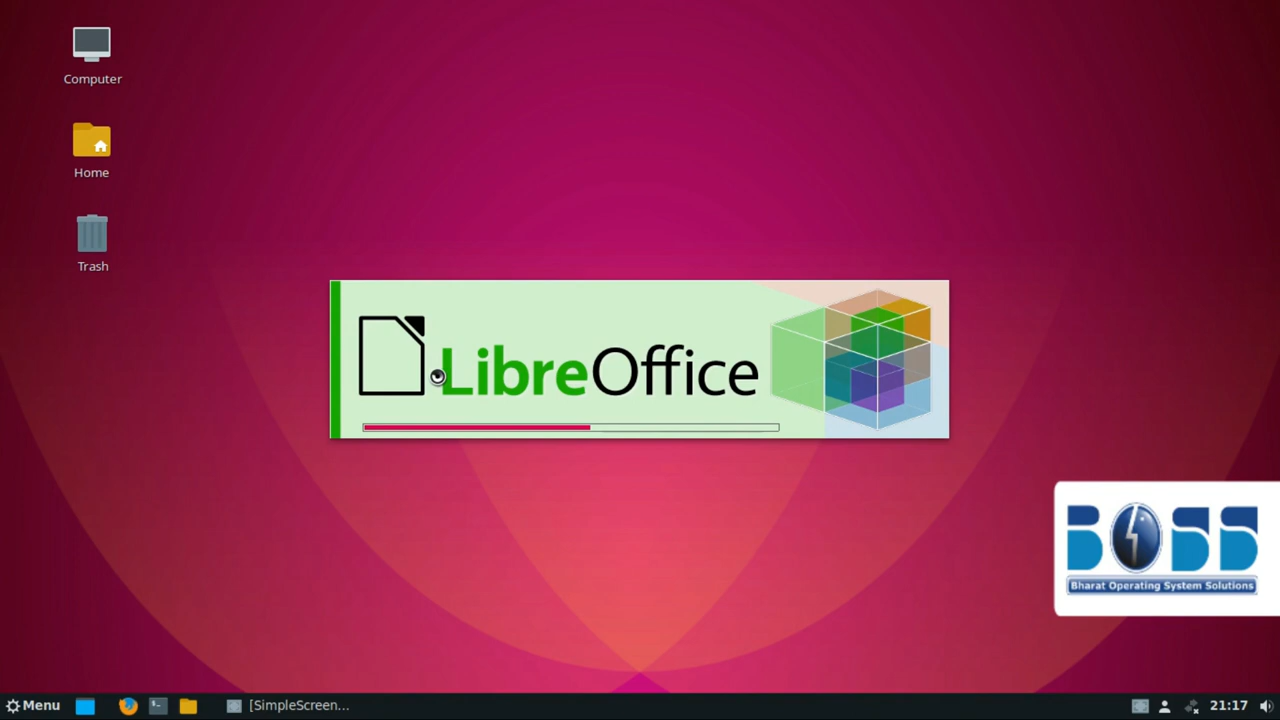 Computer
Home
Trash
LibreOffice
BOSS
Bharat Operating System Solutions
Menu
[SimpleScreen...
21:17